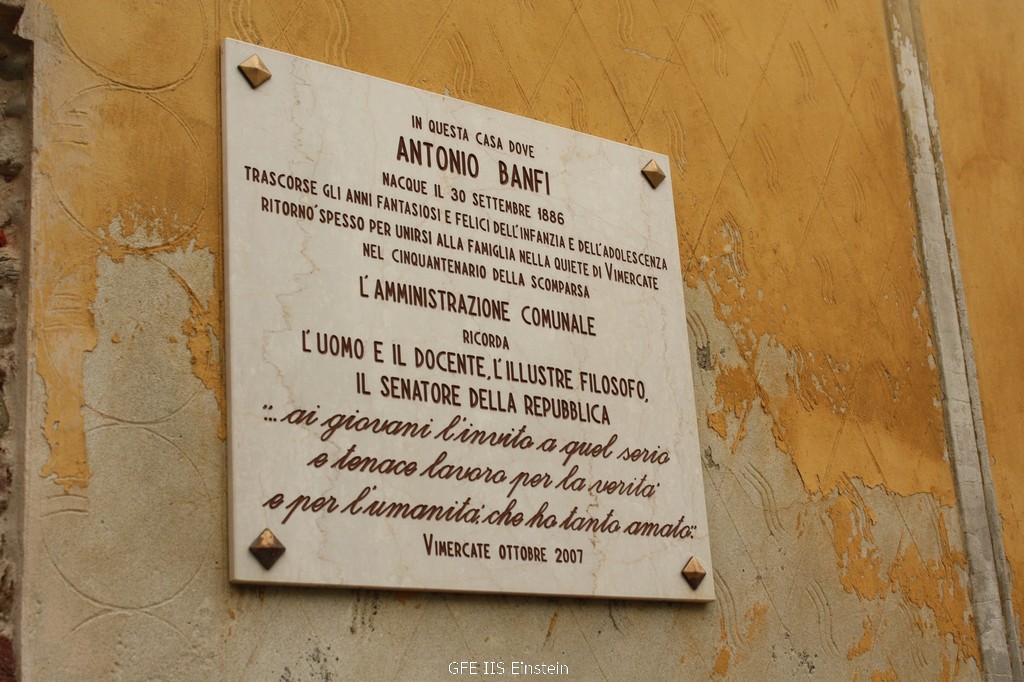 IN QUESTA CASA DOVE
ANTONIO BANFI
NACQUE IL 30 SETTEMBRE 1886
TRASCORSE GLI ANNI FANTASIOSI E FELICI DELL'INFANZIA E DELL'ADOLESCENZA
RITORNO' SPESSO PER UNIRSI ALLA FAMIGLIA NELLA QUIETE DI VIMERCATE
NEL CINQUANTENARIO DELLA SCOMPARSA
L'AMMINISTRAZIONE COMUNALE
RICORDA
L'UOMO E IL DOCENTE, L'ILLUSTRE FILOSOFO,
IL SENATORE DELLA REPUBBLICA
"... ai giovani l'invito a quel serio
e tenace lavoro per la verita'
e per l'umanita', che ho tanto amato."
VIMERCATE OTTOBRE 2007
GFE IIS Einstein